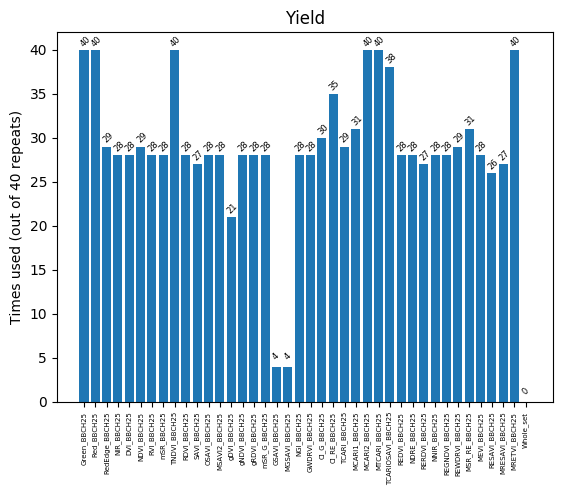 Yield
Times used (out of 40 repeats)
40
35
30
25
20
15
10
5
0
40 40 29 28 28 29 28 28 40 28 27 28 28 21 28 28 28 4 4 28 28 30 35 29 31 40 40 38 28 28 27 28 28 29 31 28 26 27 40 0
Green_BBCH25
Red_BBCH25
RedEdge_BBCH25
NIR_BBCH25
DVI_BBCH25
NDVI_BBCH25
RVI_BBCH25
mSR_BBCH25
TNDVI_BBCH25
RDVI_BBCH25
SAVI_BBCH25
OSAVI_BBCH25
MSAVI2_BBCH25
gDVI_BBCH25
gNDVI_BBCH25
gRDVI_BBCH25
mSR_G_BBCH25
GSAVI_BBCH25
MGSAVI_BBCH25
NGI_BBCH25
GWDRVI_BBCH25
CI_G_BBCH25
CI_RE_BBCH25
TCARI_BBCH25
MCARI1_BBCH25
MCARI2_BBCH25
MTCARI_BBCH25
TCARIOSAVI_BBCH25
REDVI_BBCH25
NDRE_BBCH25
RERDVI_BBCH25
NNIR_BBCH25
REGNDVI_BBCH25
REWDRVI_BBCH25
MSR_RE_BBCH25
MEVI_BBCH25
RESAVI_BBCH25
MRESAVI_BBCH25
MRETVI_BBCH25
Whole_set